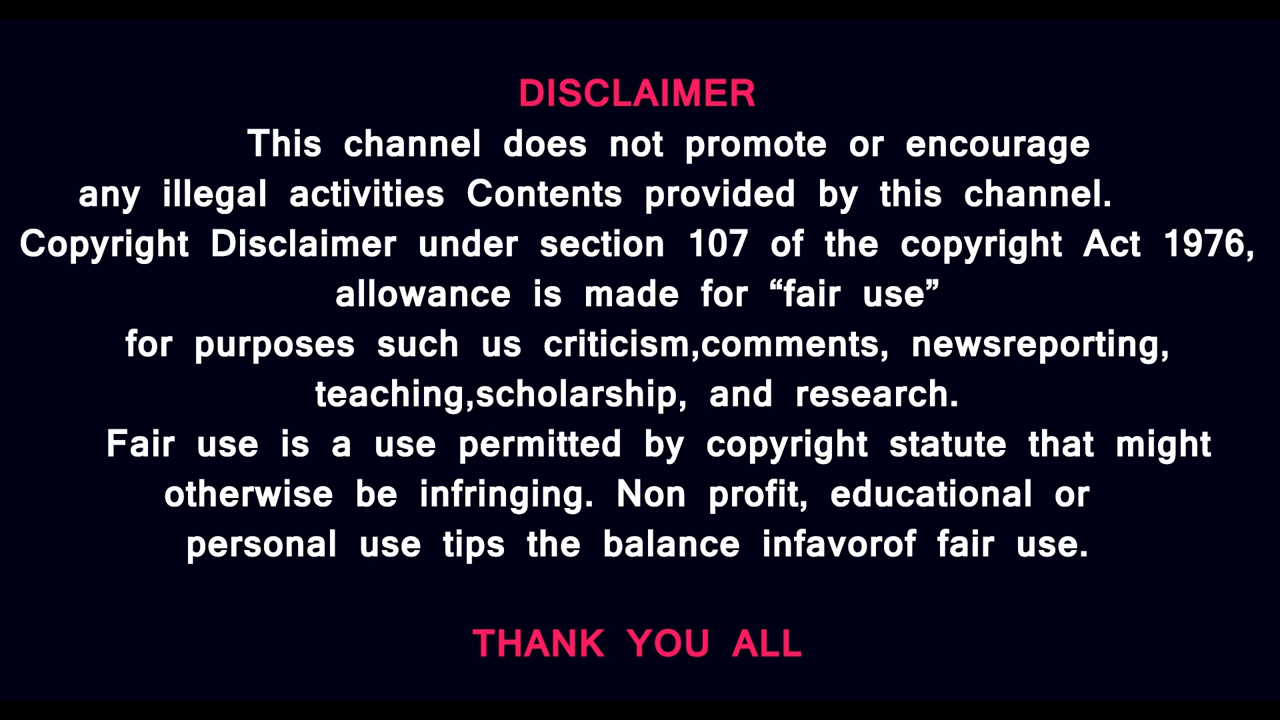 DISCLAIMER
This channel does not promote or encourage
any illegal activities Contents provided by this channel.
Copyright Disclaimer under section 107 of the copyright Act 1976,
allowance is made for “fair use”
for purposes such us criticism,comments, newsreporting,
teaching,scholarship, and research.
Fair use is a use permitted by copyright statute that might
otherwise be infringing. Non profit, educational or
personal use tips the balance infavorof fair use.
THANK YOU ALL